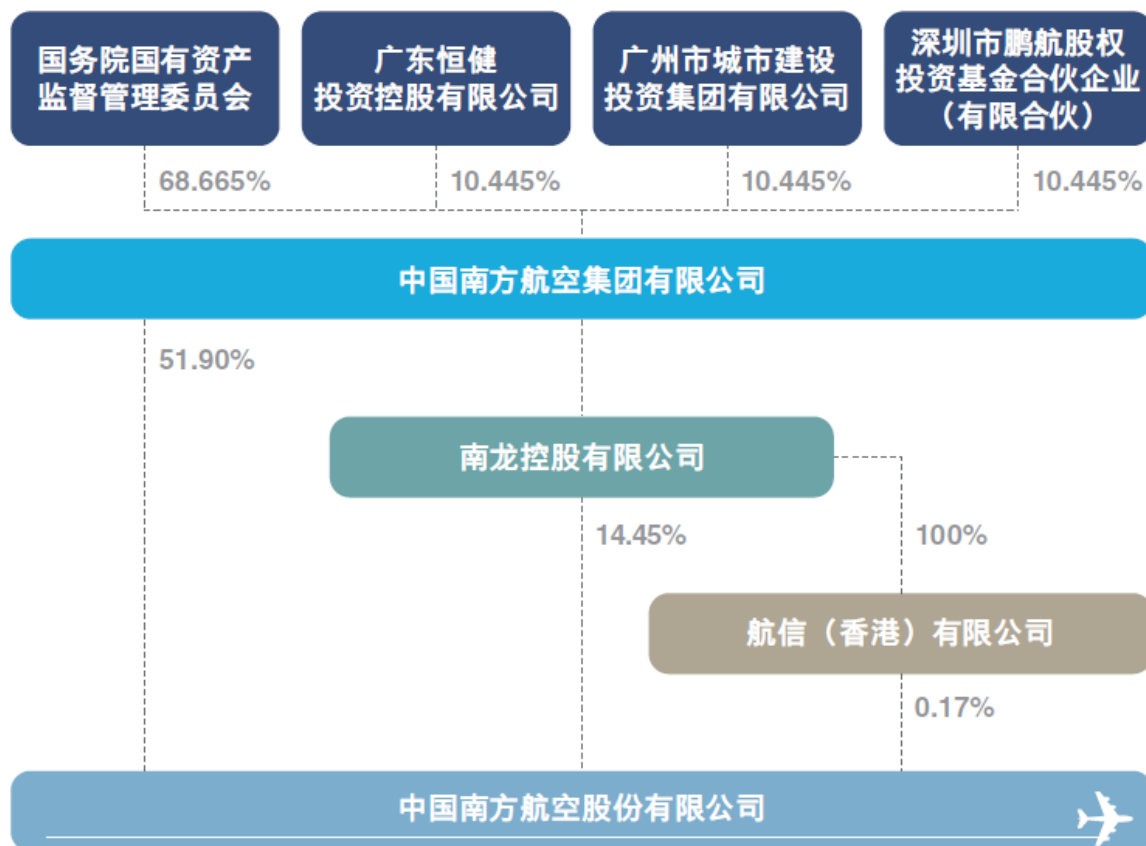 国务院国有资产
监督管理委员会
广东恒健
投资控股有限公司
广州市城市建设
投资集团有限公司
深圳市鹏航股权
投资基金合伙企业
（有限合伙）
68.665%
10.445%
10.445%
10.445%
中国南方航空集团有限公司
51.90%
南龙控股有限公司
14.45%
100%
航信（香港）有限公司
0.17%
中国南方航空股份有限公司